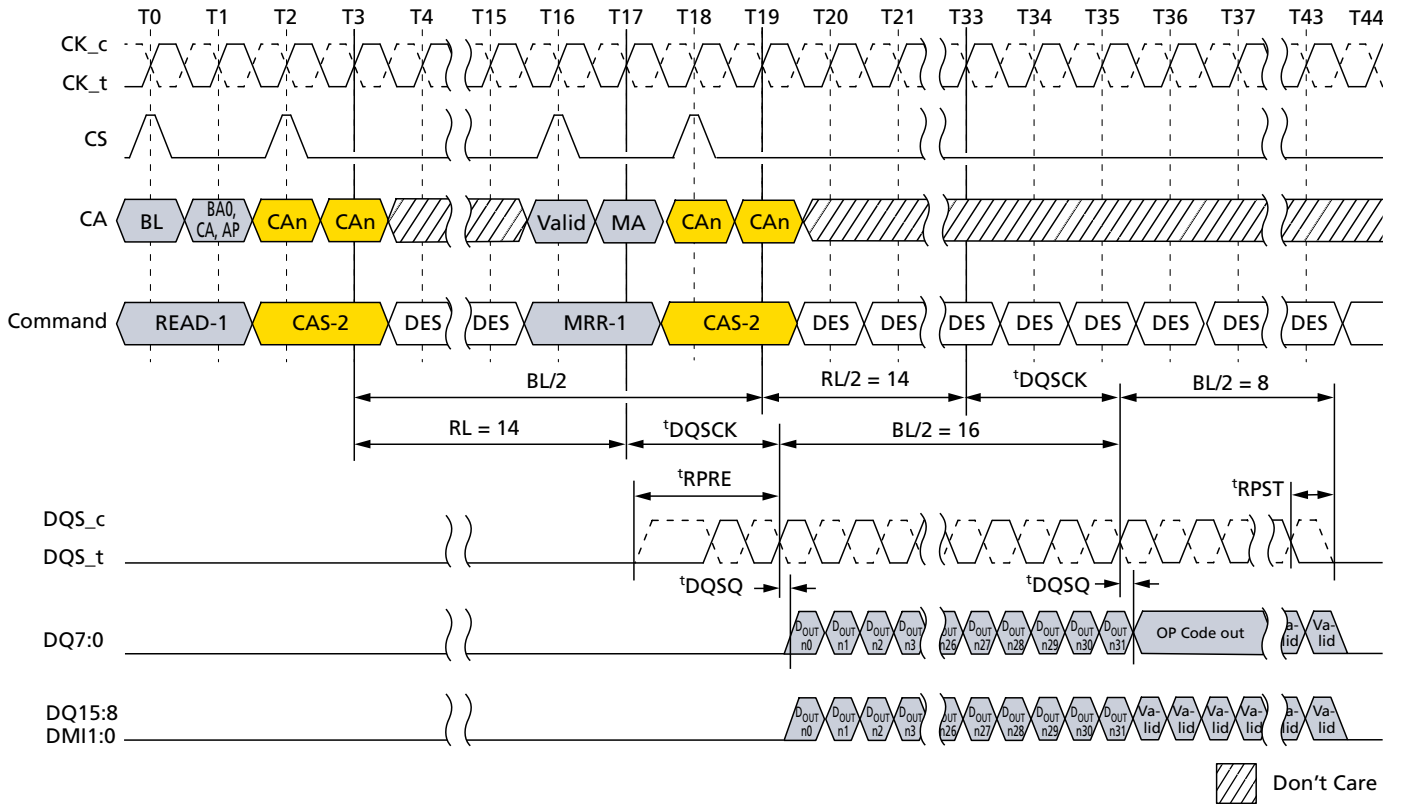 T0 T1 T2 T3 T4 T15 T16 T17 T18 T19 T20 T21 T33 T34 T35 T36 T37 T43 T44
CK_c
CK_t
CS
CA BL BA0, CA, AP CAn CAn Valid MA CAn CAn
Command READ-1 CAS-2 DES DES MRR-1 CAS-2 DES DES DES DES DES DES DES DES
BL/2 RL/2 = 14 tDQSCK BL/2 = 8
RL = 14 tDQSCK BL/2 = 16
tRPRE tRPST
DQS_c
DQS_t
tDQSQ tDQSQ
DQ7:0 DOUT n0 DOUT n1 DOUT n2 DOUT n3 OUT n26 DOUT n27 DOUT n28 DOUT n29 DOUT n30 DOUT n31 OP Code out a-lid Va-lid
DQ15:8 DOUT n0 DOUT n1 DOUT n2 DOUT n3 OUT n26 DOUT n27 DOUT n28 DOUT n29 DOUT n30 DOUT n31 Va-lid Va-lid Va-lid Va-lid a-lid Va-lid
DMI1:0
Don't Care